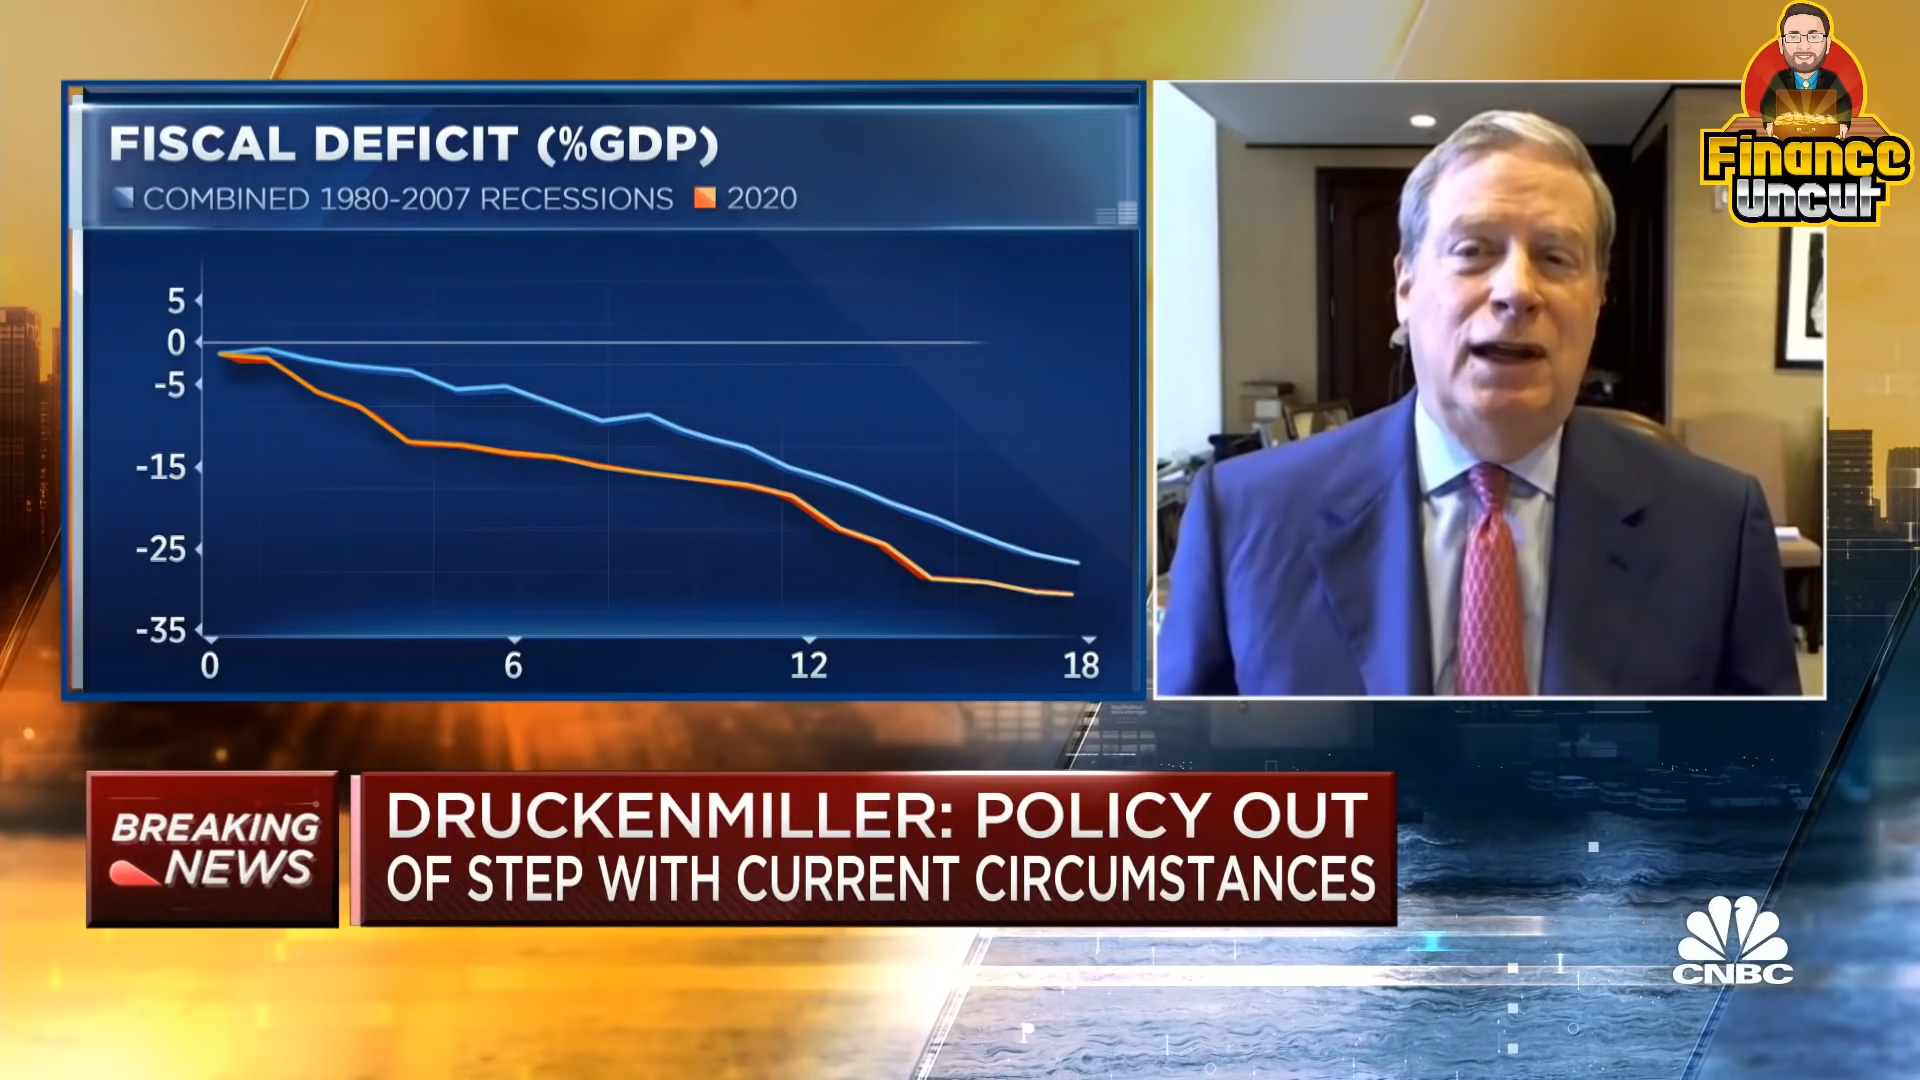 FISCAL DEFICIT (%GDP)
COMBINED 1980-2007 RECESSIONS 2020
5
0
-5
-15
-25
-35
0 6 12 18
Finance
Uncut
BREAKING
NEWS
DRUCKENMILLER: POLICY OUT
OF STEP WITH CURRENT CIRCUMSTANCES
CNBC